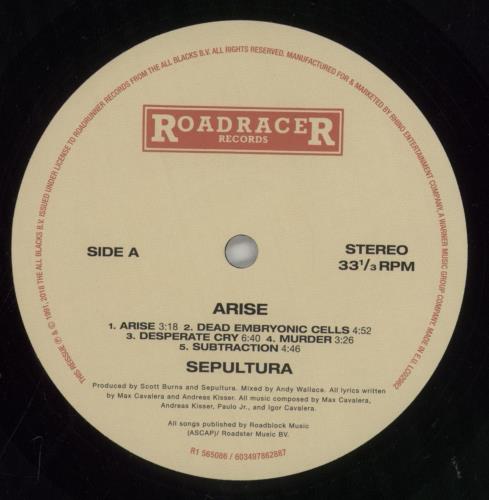 THIS REISSUE ℗ & © 1991, 2018 THE ALL BLACKS B.V. ISSUED UNDER LICENSE TO ROADRUNNER RECORDS FROM THE ALL BLACKS B.V. ALL RIGHTS RESERVED. MANUFACTURED FOR & MARKETED BY RHINO ENTERTAINMENT COMPANY, A WARNER MUSIC GROUP COMPANY. MADE IN E.U. LC02982
ROADRACER
RECORDS
SIDE A
STEREO
33 1/3 RPM
ARISE
1. ARISE 3:18 2. DEAD EMBRYONIC CELLS 4:52
3. DESPERATE CRY 6:40 4. MURDER 3:26
5. SUBTRACTION 4:46
SEPULTURA
Produced by Scott Burns and Sepultura. Mixed by Andy Wallace. All lyrics written
by Max Cavalera and Andreas Kisser. All music composed by Max Cavalera,
Andreas Kisser, Paulo Jr., and Igor Cavalera.
All songs published by Roadblock Music
(ASCAP)/ Roadster Music BV.
R1 565086 / 603497862887